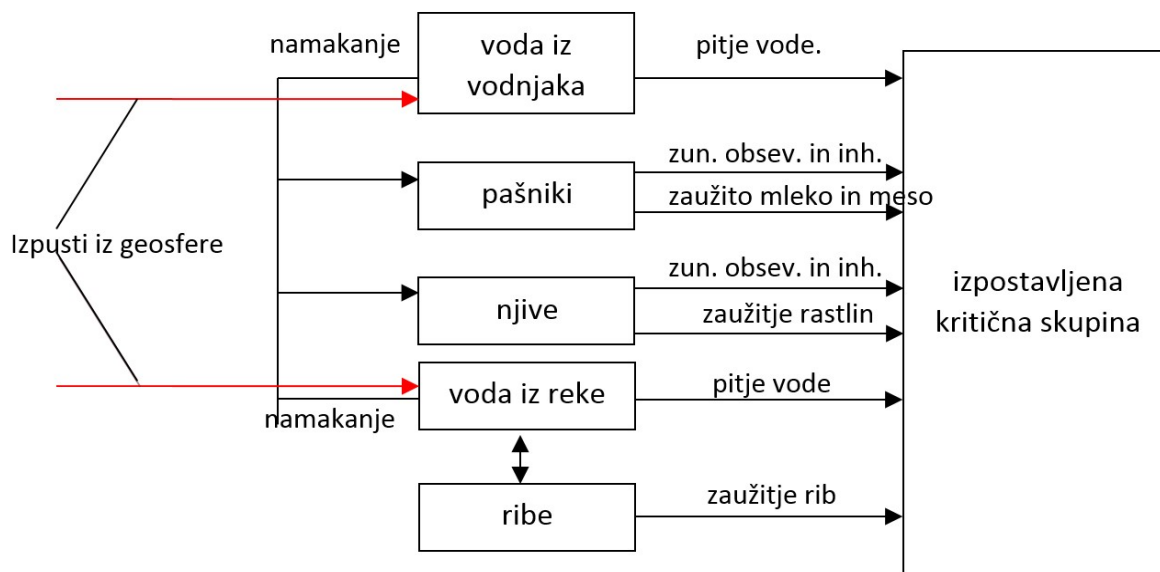 namakanje
voda iz
vodnjaka
pitje vode.
zun. obsev. in inh.
pašniki
zaužito mleko in meso
Izpusti iz geosfere
zun. obsev. in inh.
njive
zaužitje rastlin
izpostavljena
kritična skupina
voda iz reke
pitje vode
namakanje
ribe
zaužitje rib